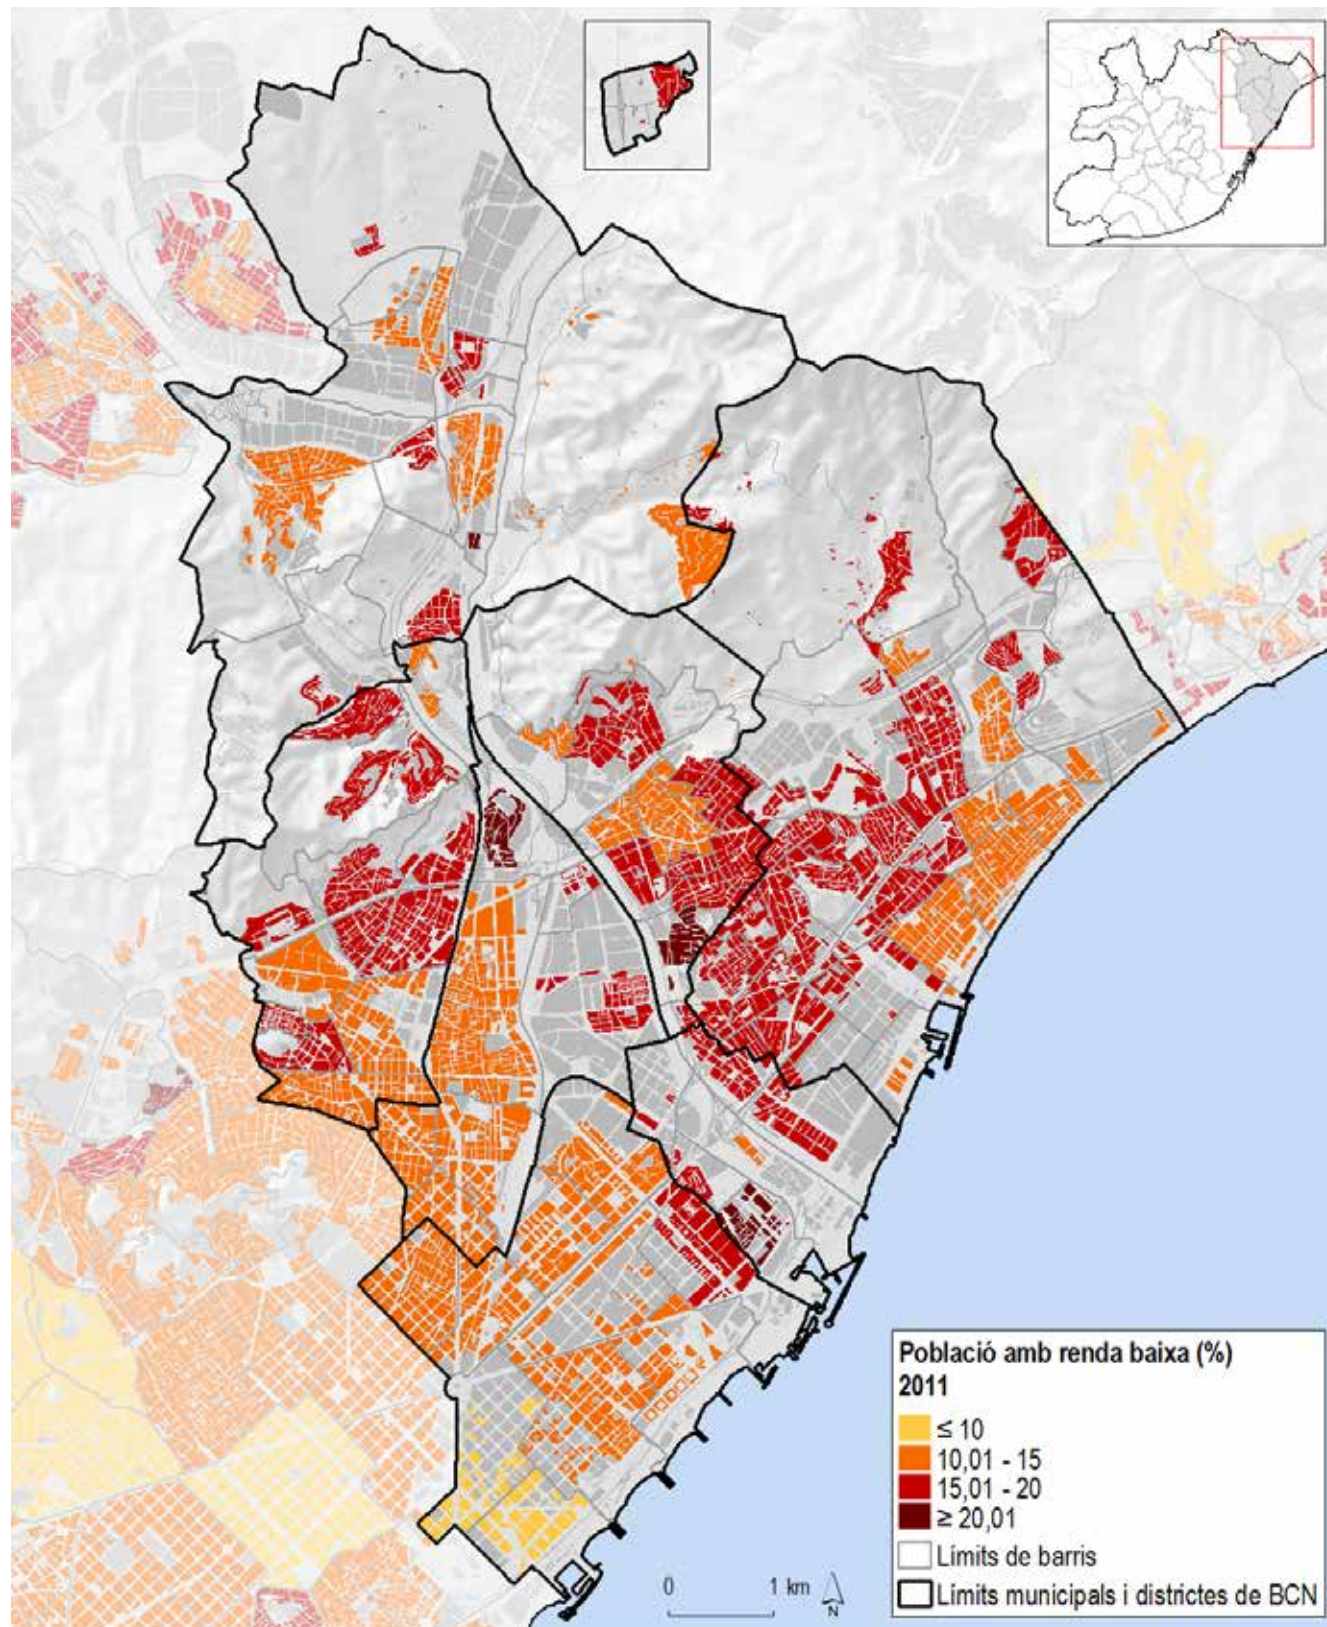 Població amb renda baixa (%)
2011
≤ 10
10,01 - 15
15,01 - 20
≥ 20,01
Límits de barris
Límits municipals i districtes de BCN
0 1 km
N